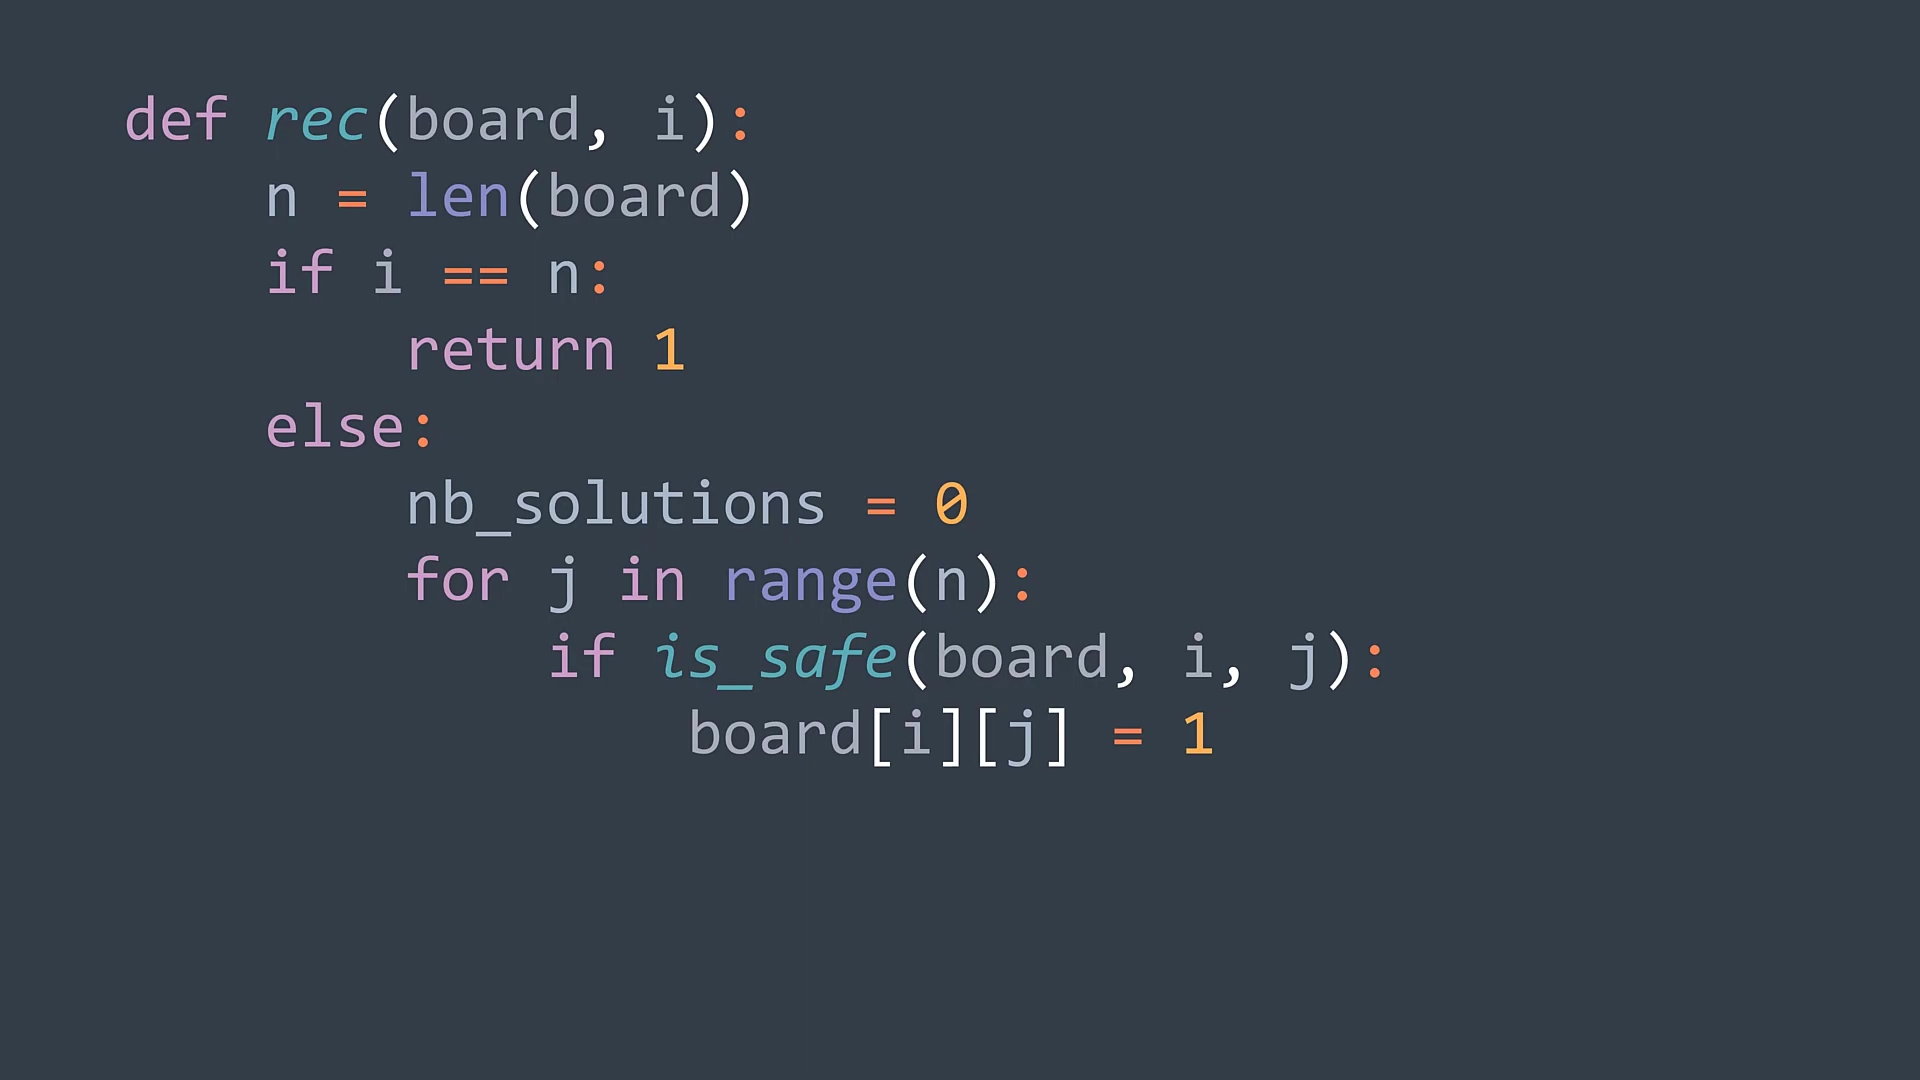 def rec(board, i):
    n = len(board)
    if i == n:
        return 1
    else:
        nb_solutions = 0
        for j in range(n):
            if is_safe(board, i, j):
                board[i][j] = 1